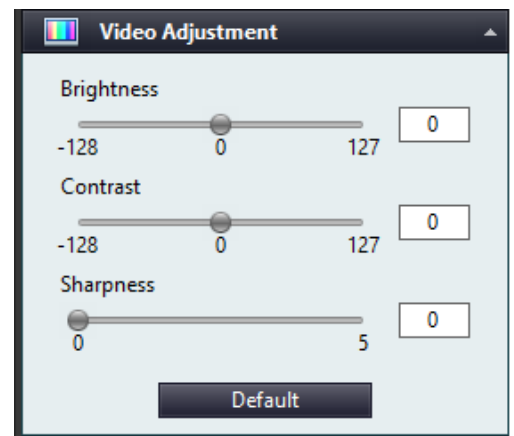 Video Adjustment
Brightness
0
-128 0 127
Contrast
0
-128 0 127
Sharpness
0
0 5
Default